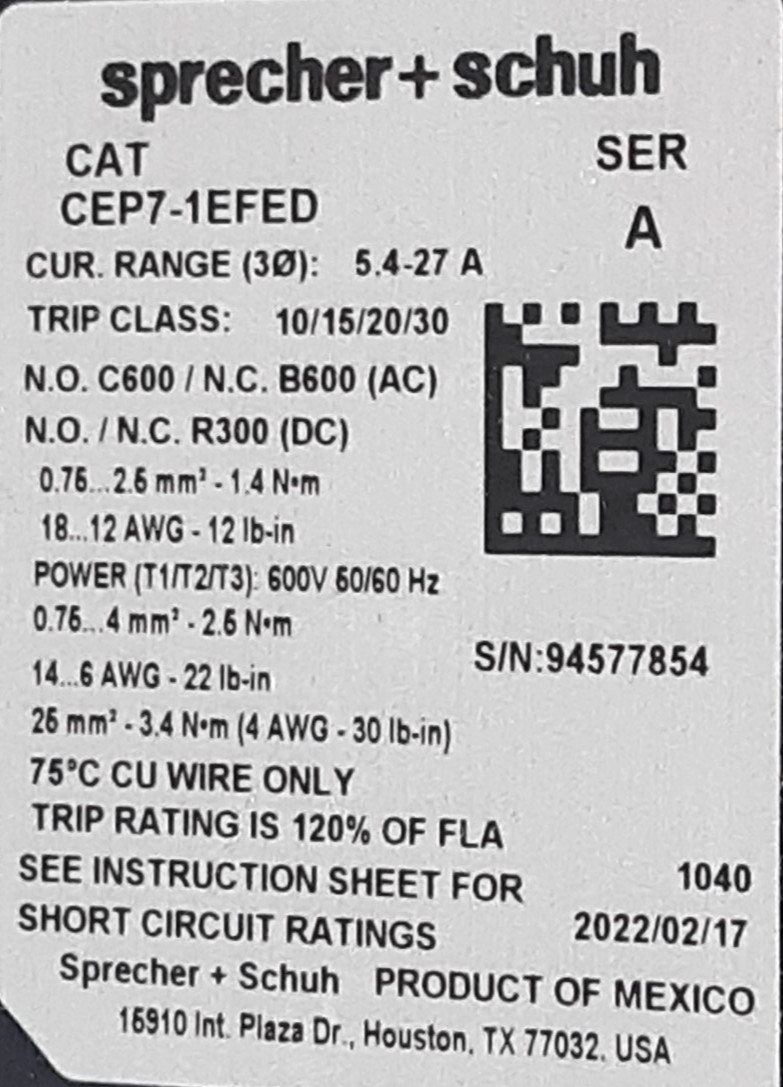 sprecher+ schuh
CAT
SER
CEP7-1EFED
A
CUR. RANGE (3Ø): 5.4-27 A
TRIP CLASS: 10/15/20/30
N.O. C600 / N.C. B600 (AC)
N.O. / N.C. R300 (DC)
0.75...2.5 mm² - 1.4 N•m
18...12 AWG - 12 lb-in
POWER (T1/T2/T3): 600V 50/60 Hz
0.75...4 mm² - 2.5 N•m
S/N:94577854
14...6 AWG - 22 lb-in
25 mm² - 3.4 N•m (4 AWG - 30 lb-in)
75°C CU WIRE ONLY
TRIP RATING IS 120% OF FLA
SEE INSTRUCTION SHEET FOR
1040
SHORT CIRCUIT RATINGS
2022/02/17
Sprecher + Schuh PRODUCT OF MEXICO
15910 Int. Plaza Dr., Houston, TX 77032, USA